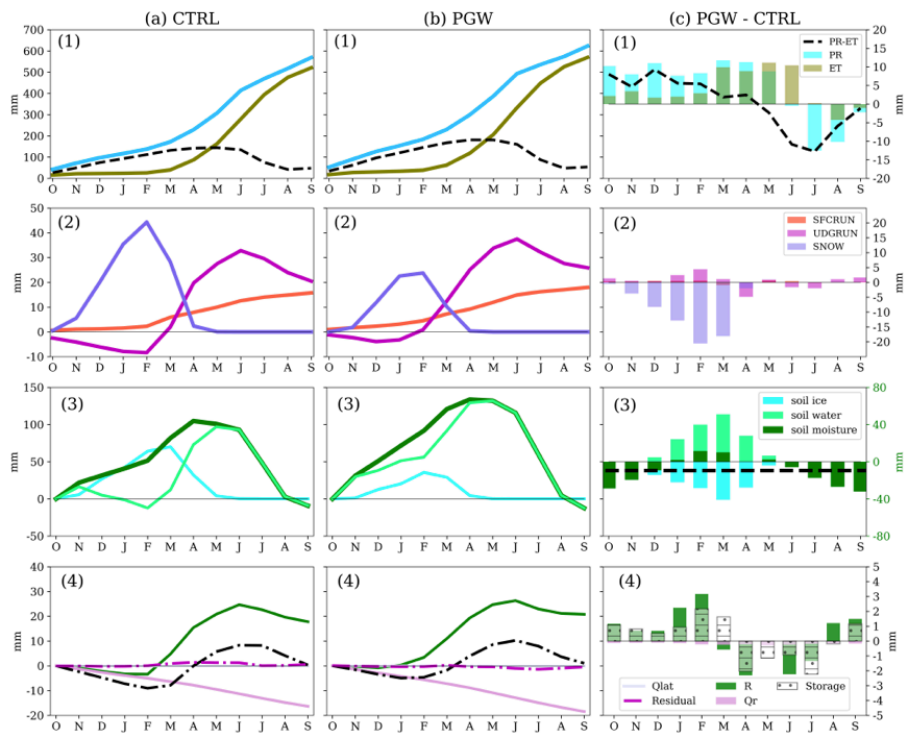 (a) CTRL (b) PGW (c) PGW - CTRL
(1) (1) (1)
700 600 500 400 300 200 100 0
mm
PR-ET
PR
ET
20 15 10 5 0 -5 -10 -15 -20
mm
O N D J F M A M J J A S O N D J F M A M J J A S O N D J F M A M J J A S
(2) (2) (2)
50 40 30 20 10 0 -10
mm
SFCRUN
UDGRUN
SNOW
20 15 10 5 0 -5 -10 -15 -20
mm
O N D J F M A M J J A S O N D J F M A M J J A S O N D J F M A M J J A S
(3) (3) (3)
150 100 50 0 -50
mm
soil ice
soil water
soil moisture
80 40 0 -40 -80
mm
O N D J F M A M J J A S O N D J F M A M J J A S O N D J F M A M J J A S
(4) (4) (4)
40 30 20 10 0 -10 -20
mm
5 4 3 2 1 0 -1 -2 -3 -4 -5
mm
Qlat R Storage
Residual Qr
O N D J F M A M J J A S O N D J F M A M J J A S O N D J F M A M J J A S